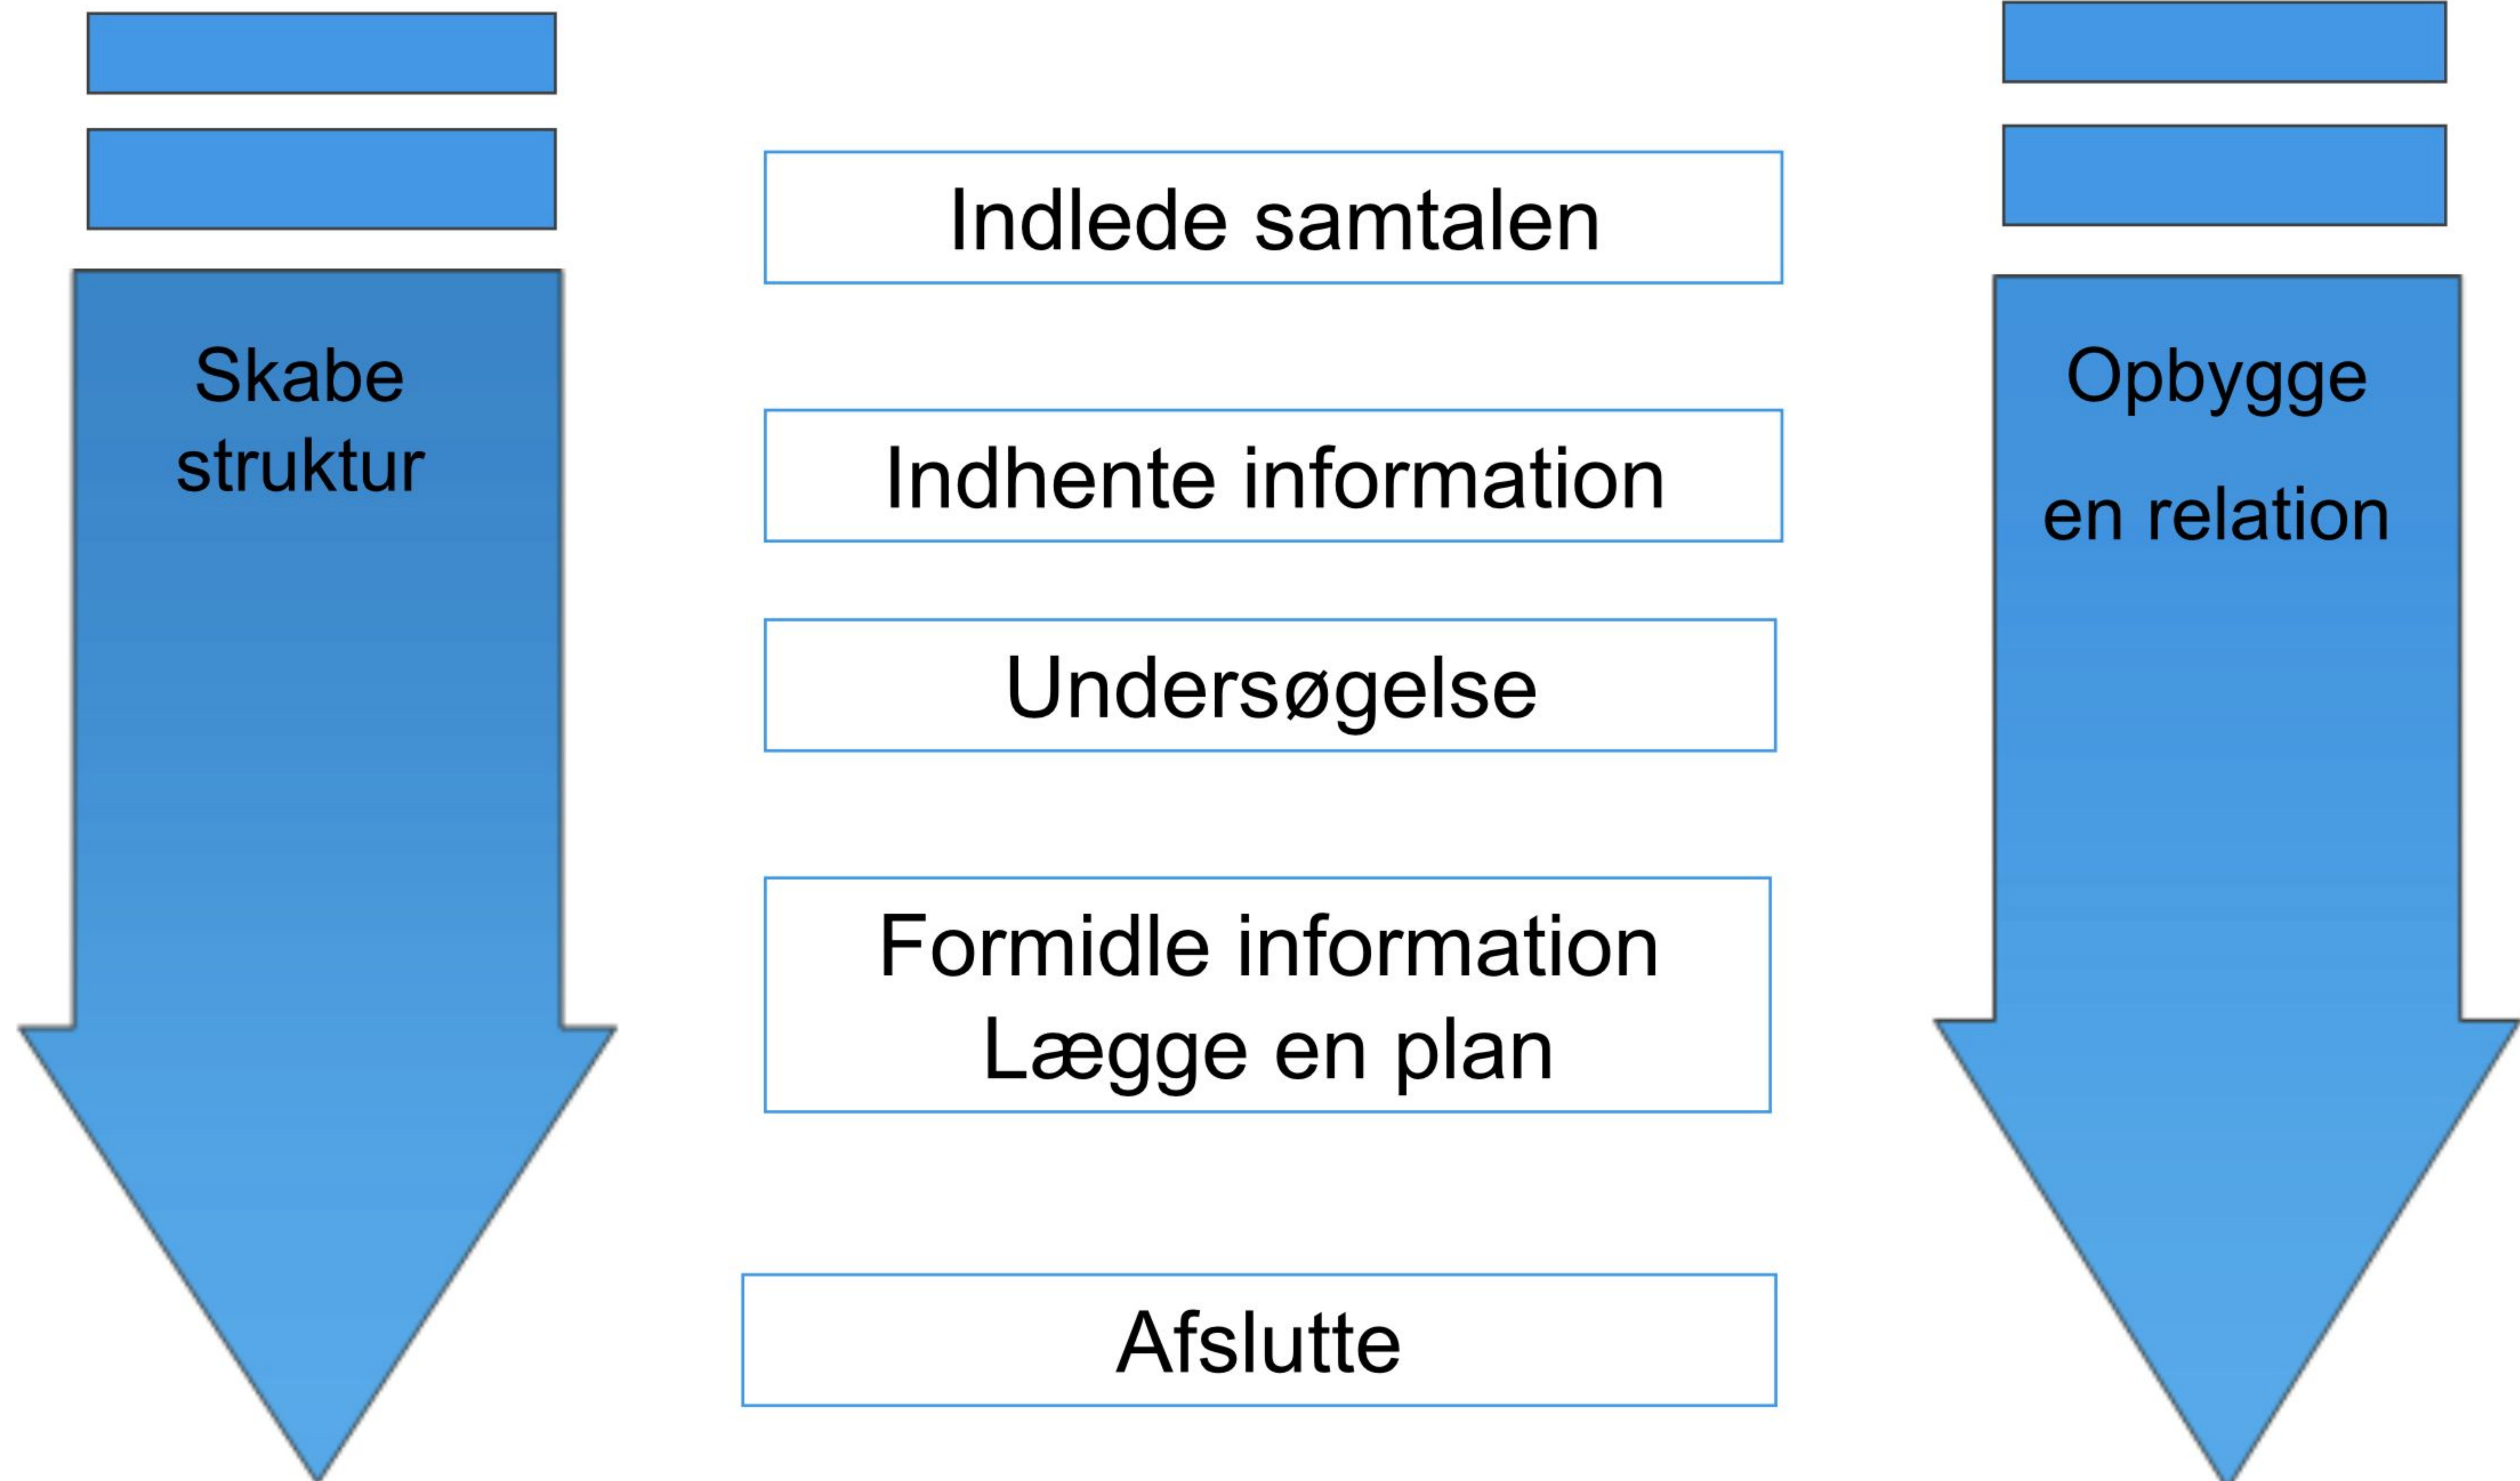 Skabe
struktur
Indlede samtalen
Indhente information
Undersøgelse
Formidle information
Lægge en plan
Afslutte
Opbygge
en relation